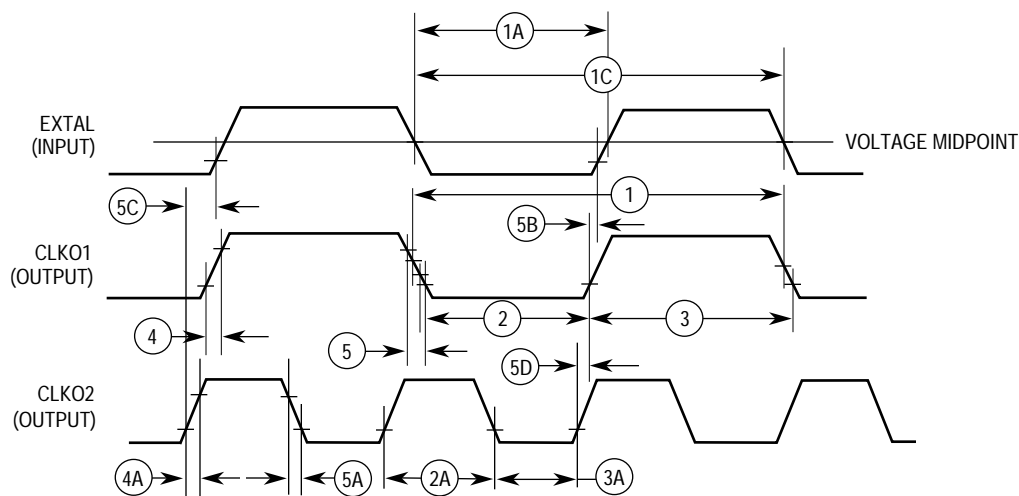 1A
1C
EXTAL
(INPUT)
VOLTAGE MIDPOINT
5C
1
5B
CLKO1
(OUTPUT)
2
3
4
5
5D
CLKO2
(OUTPUT)
4A
5A
2A
3A